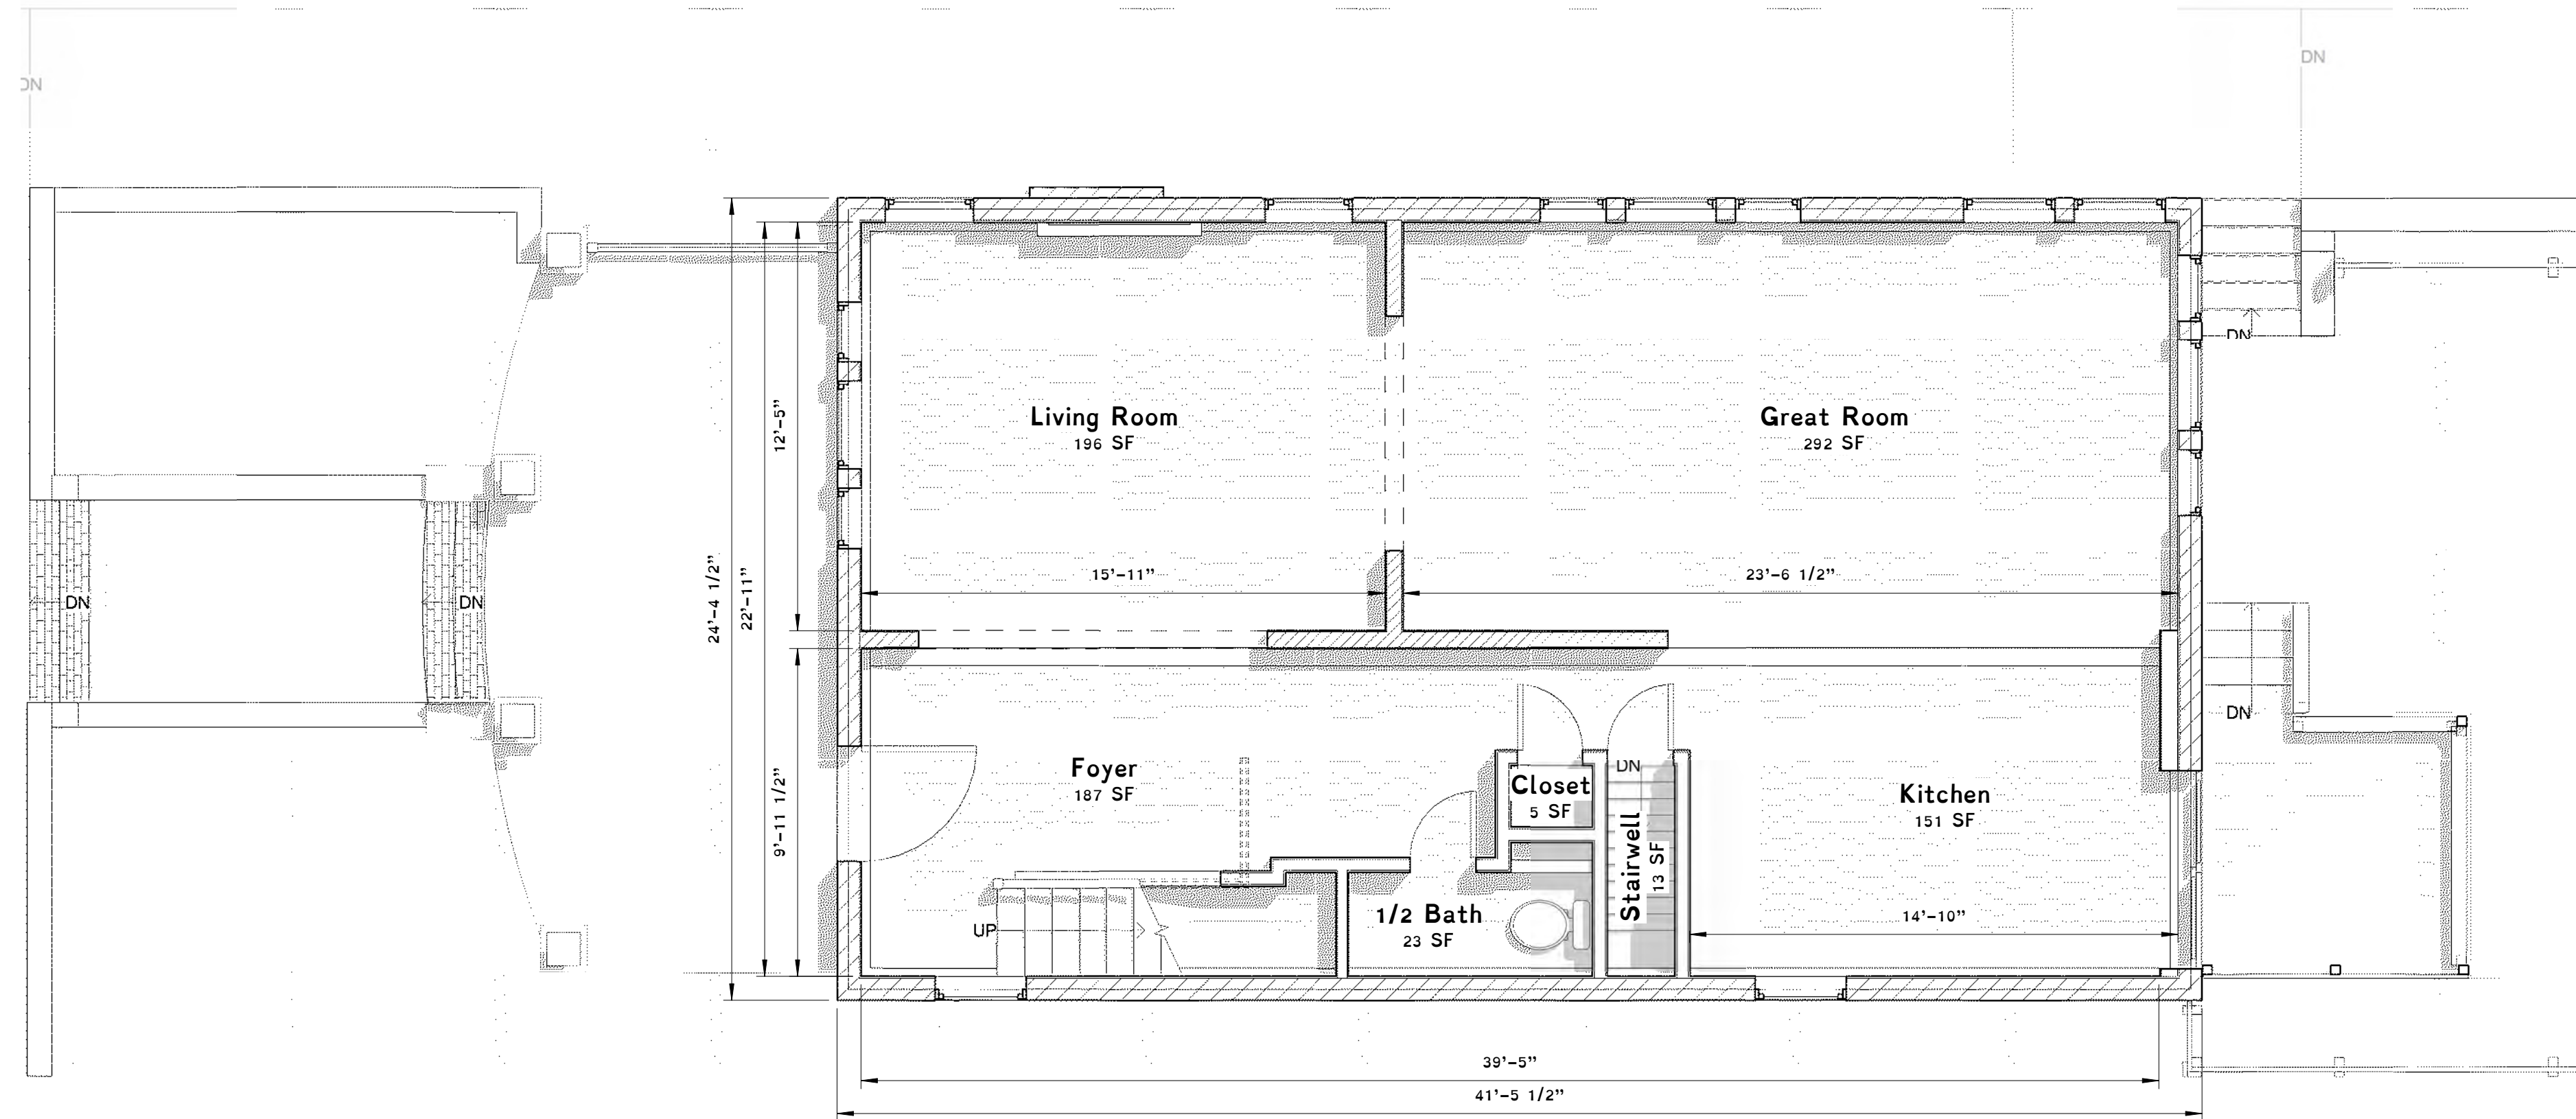 DN
DN
DN
12'-5"
Living Room
196 SF
Great Room
292 SF
24'-4 1/2"
22'-11"
15'-11"
23'-6 1/2"
DN
DN
DN
9'-11 1/2"
Foyer
187 SF
DN
Closet
5 SF
Stairwell
13 SF
Kitchen
151 SF
UP
1/2 Bath
23 SF
14'-10"
39'-5"
41'-5 1/2"